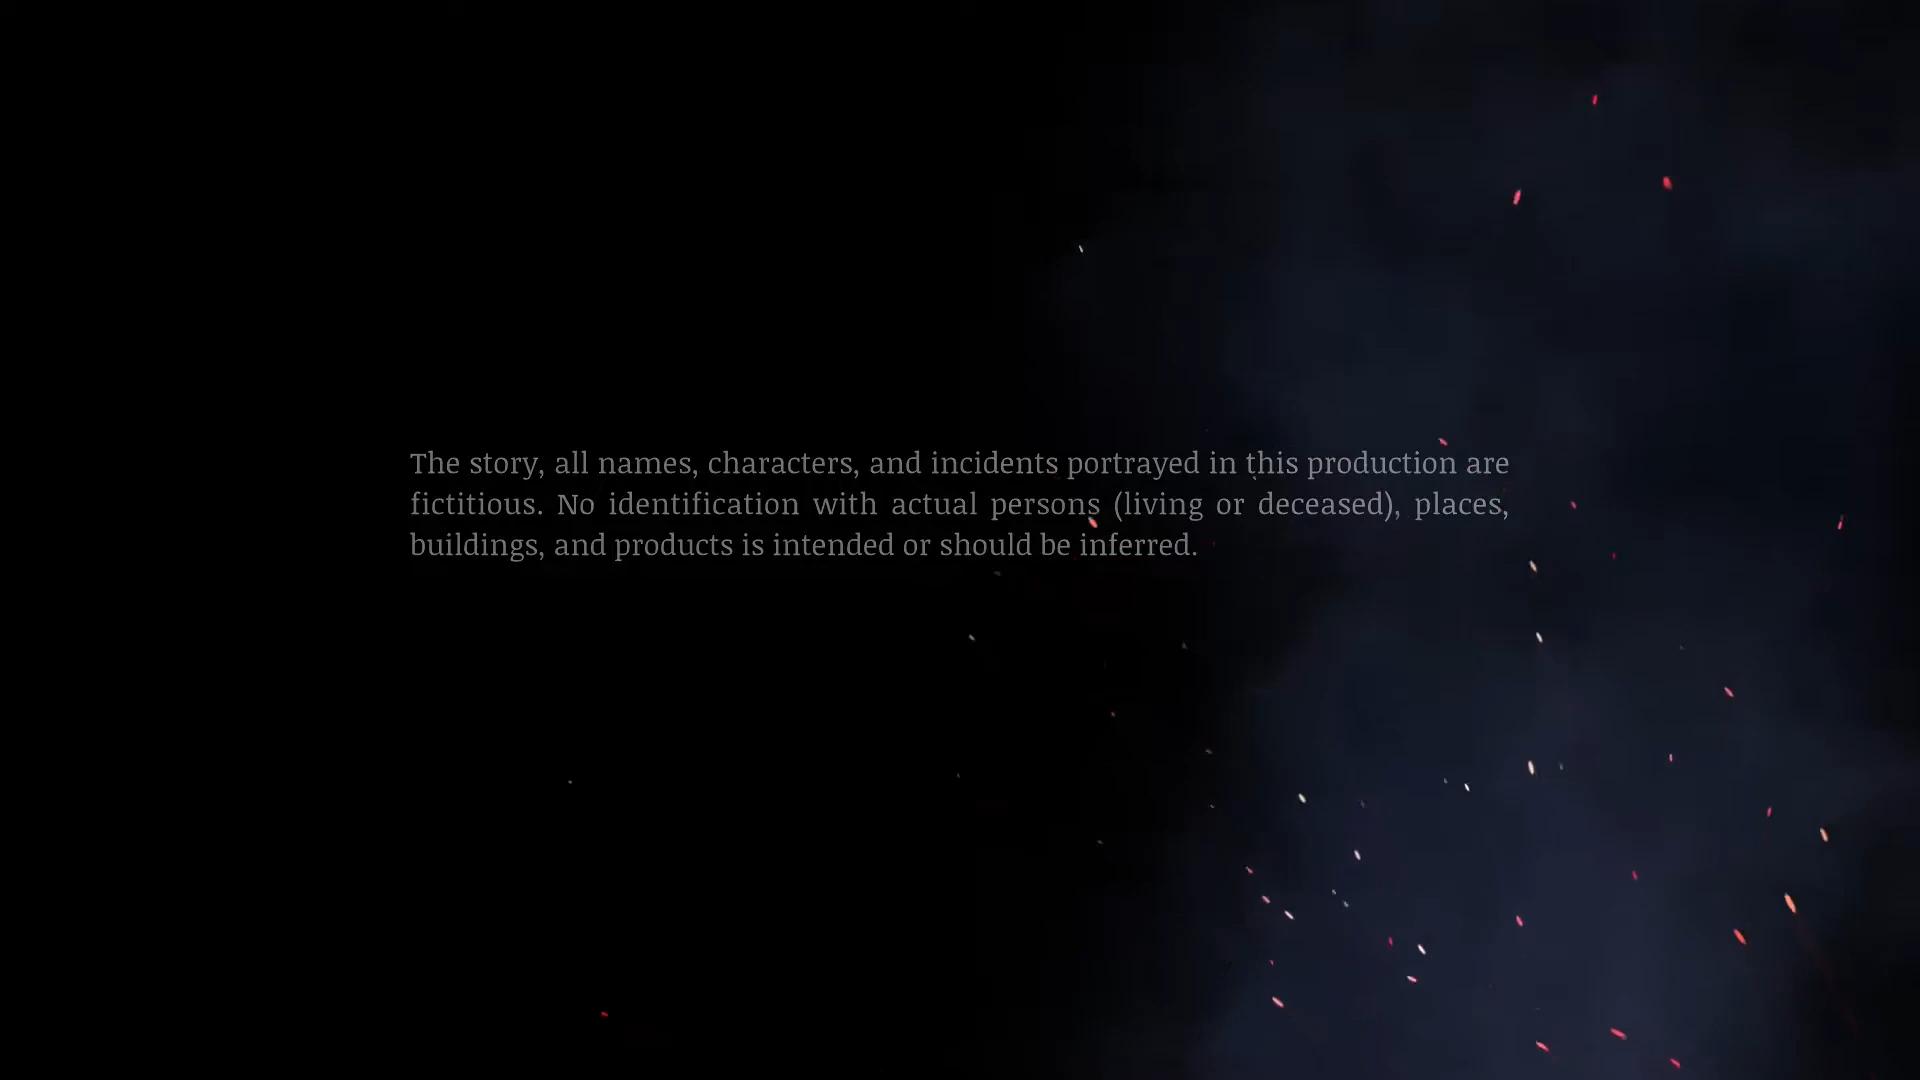 The story, all names, characters, and incidents portrayed in this production are
fictitious. No identification with actual persons (living or deceased), places,
buildings, and products is intended or should be inferred.